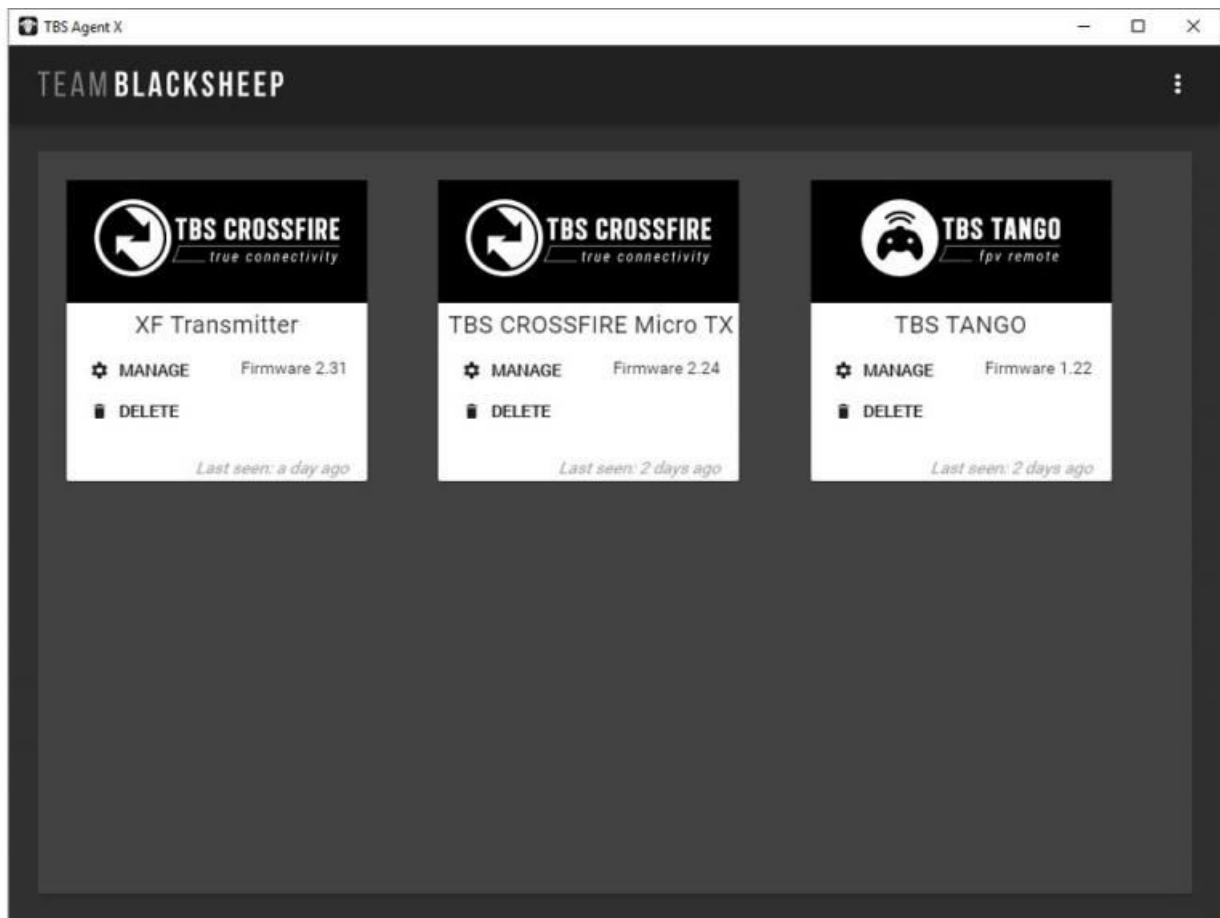 TBS Agent X
TEAM BLACKSHEEP
TBS CROSSFIRE
true connectivity
XF Transmitter
MANAGE Firmware 2.31
DELETE
Last seen: a day ago
TBS CROSSFIRE
true connectivity
TBS CROSSFIRE Micro TX
MANAGE Firmware 2.24
DELETE
Last seen: 2 days ago
TBS TANGO
fpv remote
TBS TANGO
MANAGE Firmware 1.22
DELETE
Last seen: 2 days ago